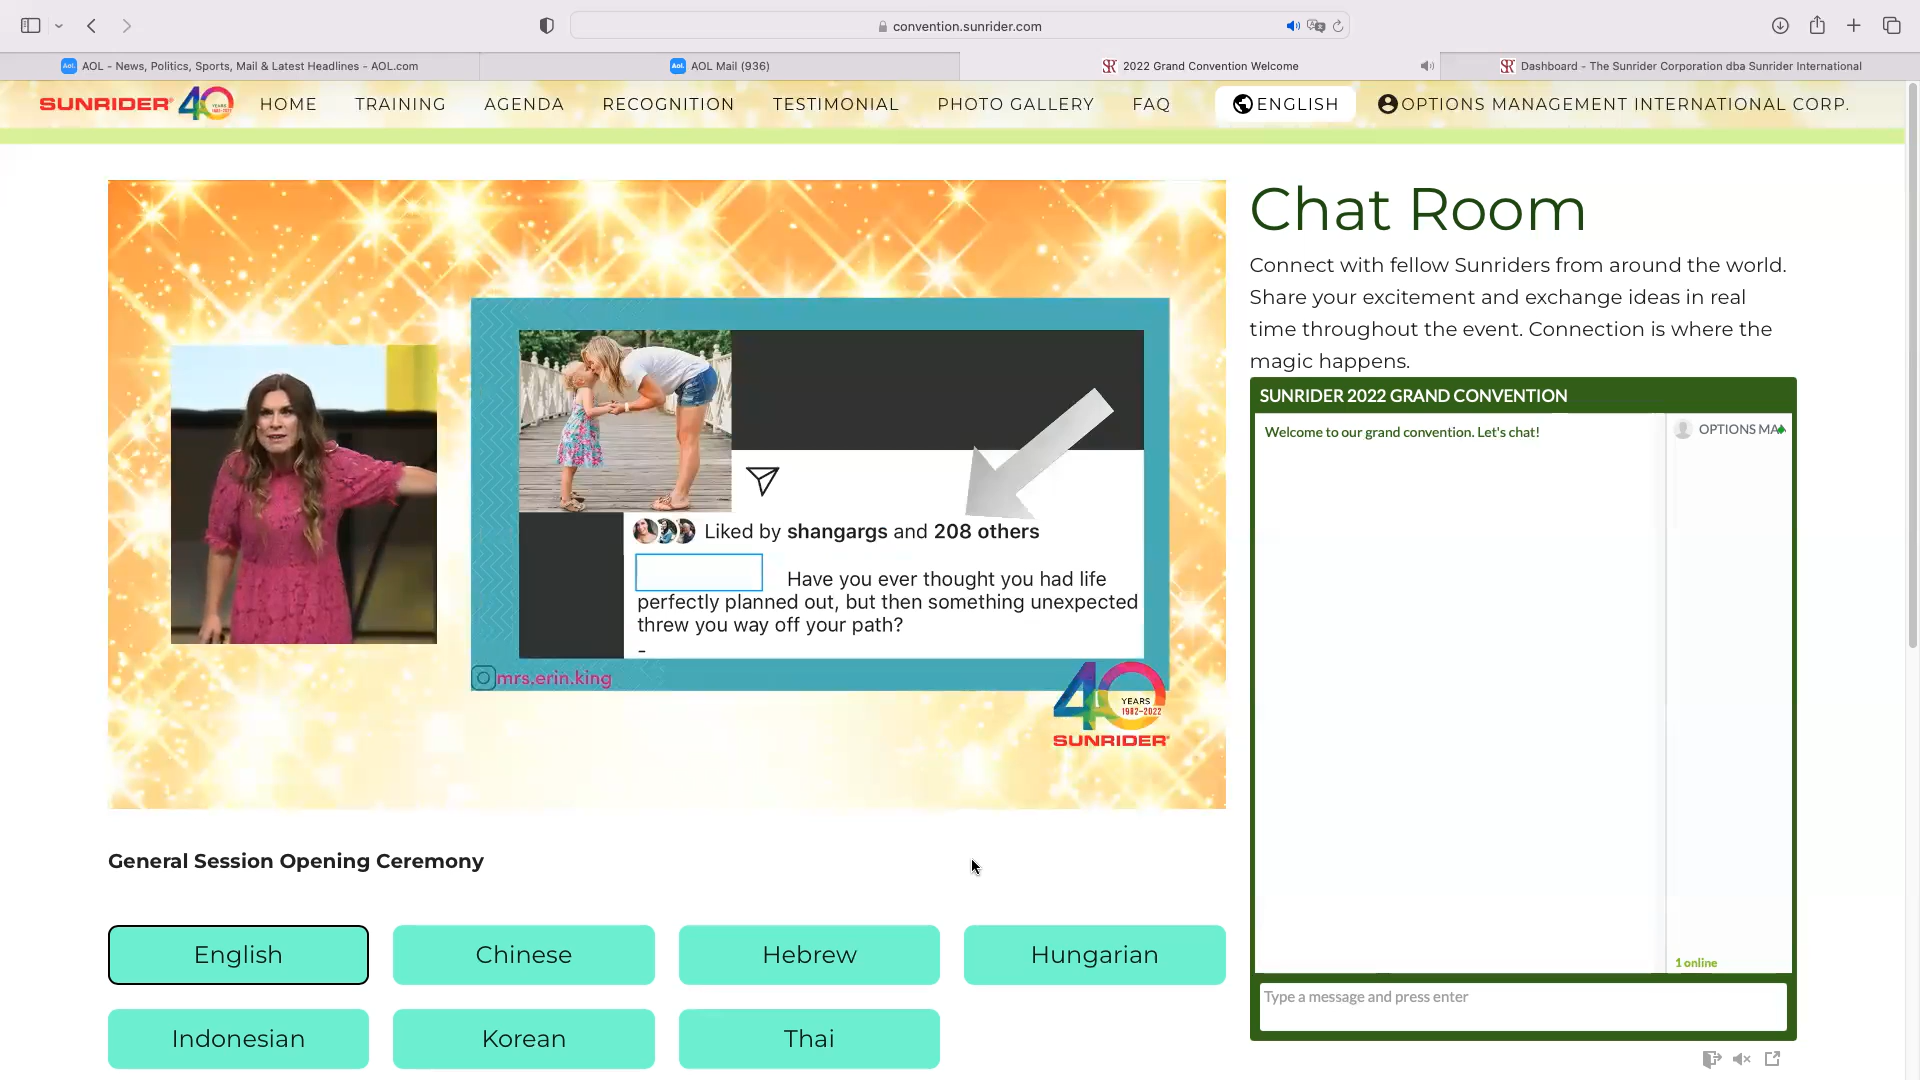 convention.sunrider.com
AOL - News, Politics, Sports, Mail & Latest Headlines - AOL.com
AOL Mail (936)
2022 Grand Convention Welcome
Dashboard - The Sunrider Corporation dba Sunrider International
SUNRIDER 40 YEARS
HOME
TRAINING
AGENDA
RECOGNITION
TESTIMONIAL
PHOTO GALLERY
FAQ
ENGLISH
OPTIONS MANAGEMENT INTERNATIONAL CORP.
Liked by shangargs and 208 others
Have you ever thought you had life
perfectly planned out, but then something unexpected
threw you way off your path?
-
mrs.erin.king
40
YEARS
1982-2022
SUNRIDER
General Session Opening Ceremony
English
Chinese
Hebrew
Hungarian
Indonesian
Korean
Thai
Chat Room
Connect with fellow Sunriders from around the world.
Share your excitement and exchange ideas in real
time throughout the event. Connection is where the
magic happens.
SUNRIDER 2022 GRAND CONVENTION
Welcome to our grand convention. Let's chat!
OPTIONS MA
1 online
Type a message and press enter